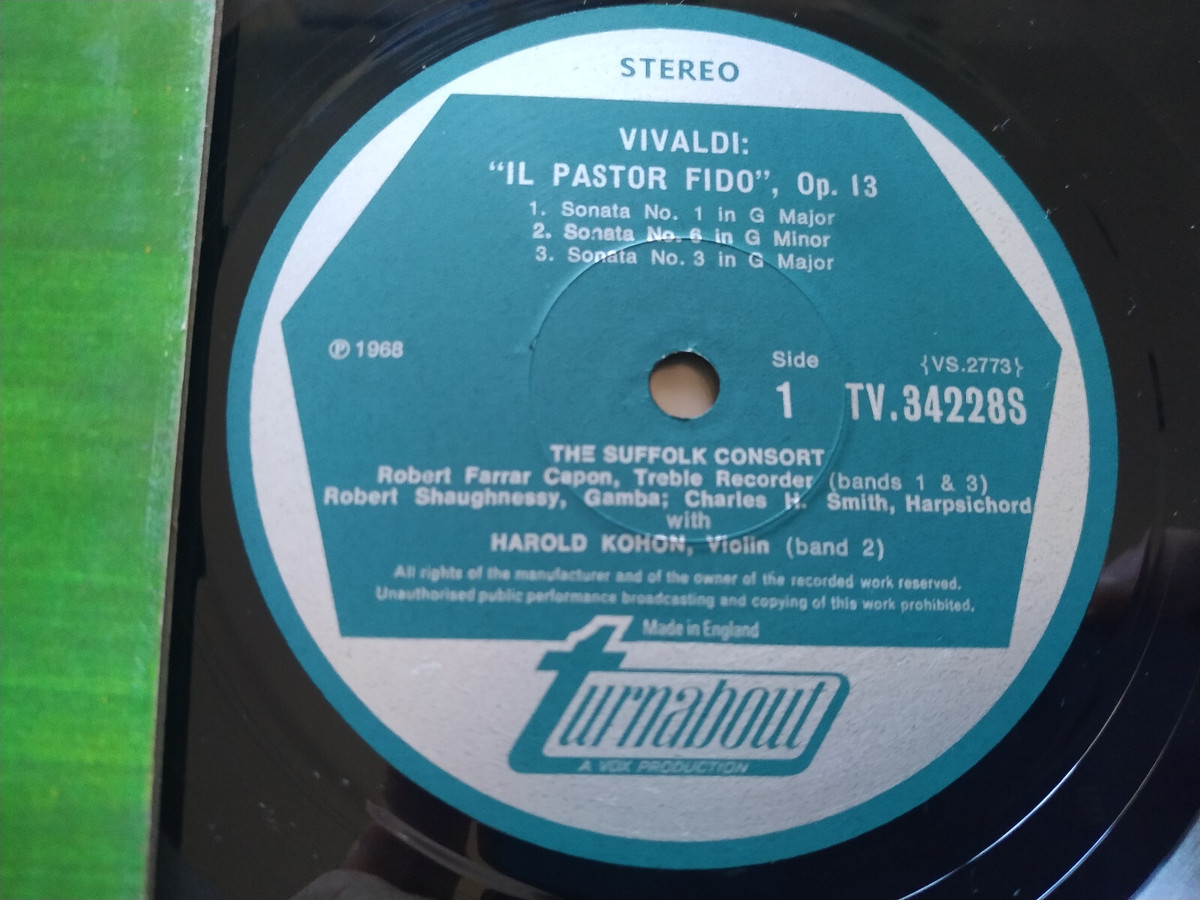 STEREO
VIVALDI:
“IL PASTOR FIDO”, Op. 13
1. Sonata No. 1 in G Major
2. Sonata No. 6 in G Minor
3. Sonata No. 3 in G Major
℗ 1968
Side
1
{VS.2773}
TV.34228S
THE SUFFOLK CONSORT
Robert Farrar Capon, Treble Recorder (bands 1 & 3)
Robert Shaughnessy, Gamba; Charles H. Smith, Harpsichord
with
HAROLD KOHON, Violin (band 2)
All rights of the manufacturer and of the owner of the recorded work reserved.
Unauthorised public performance broadcasting and copying of this work prohibited.
Made in England
turnabout
A VOX PRODUCTION